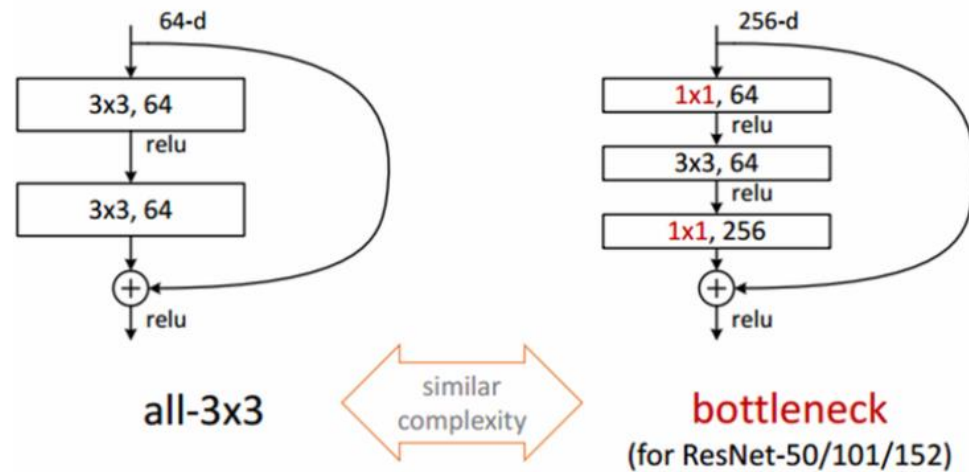 64-d
3x3, 64
relu
3x3, 64
+
relu
all-3x3
similar
complexity
256-d
1x1, 64
relu
3x3, 64
relu
1x1, 256
+
relu
bottleneck
(for ResNet-50/101/152)